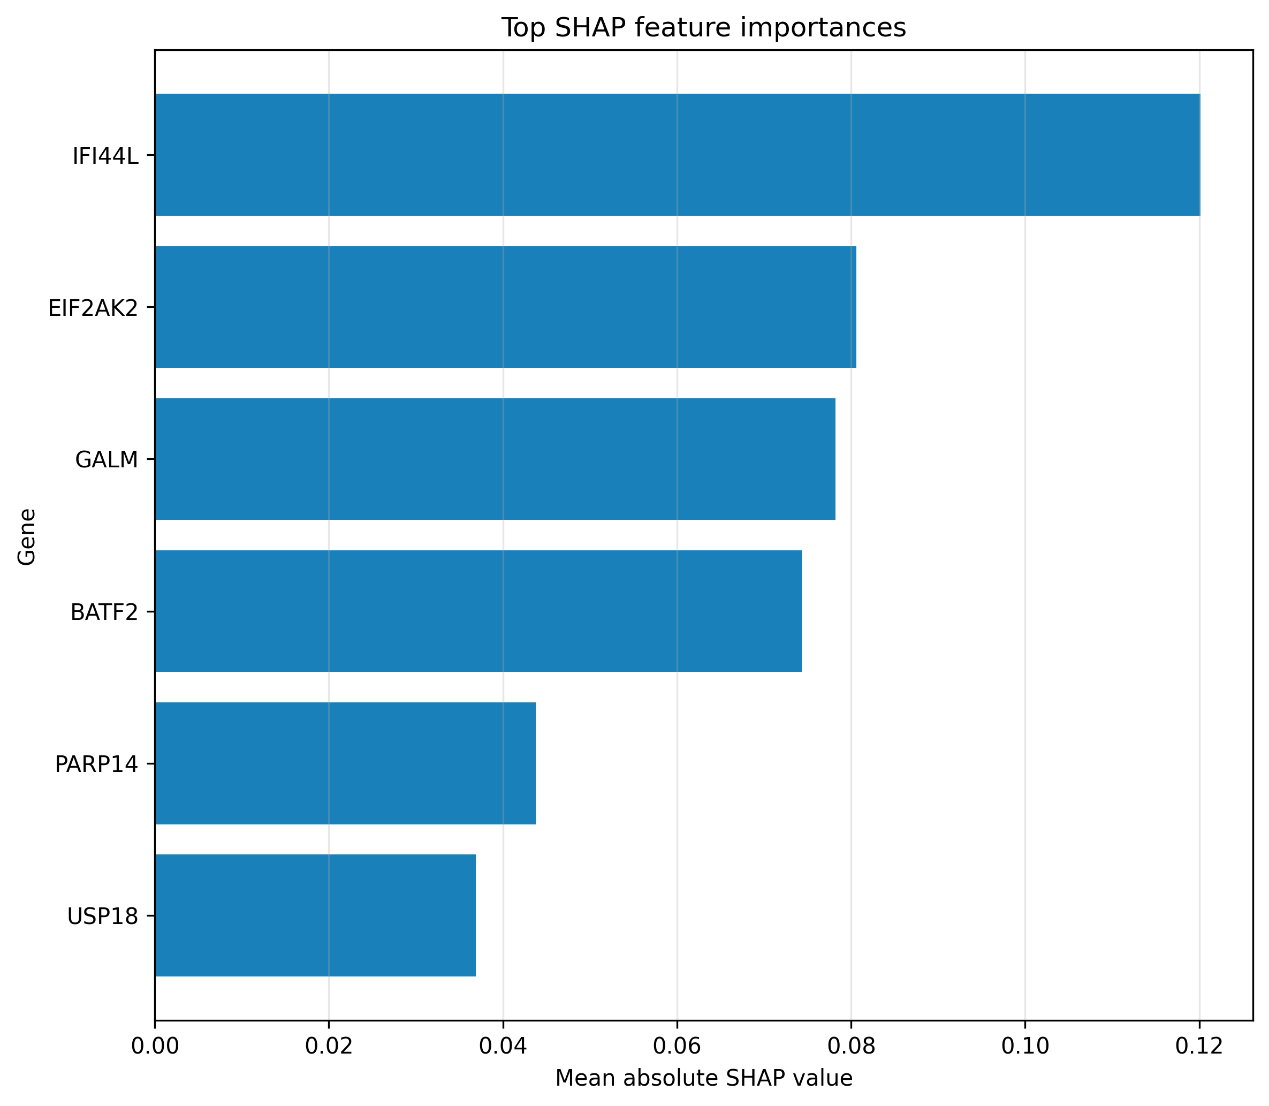 Top SHAP feature importances
IFI44L
EIF2AK2
GALM
BATF2
PARP14
USP18
Gene
0.00 0.02 0.04 0.06 0.08 0.10 0.12
Mean absolute SHAP value